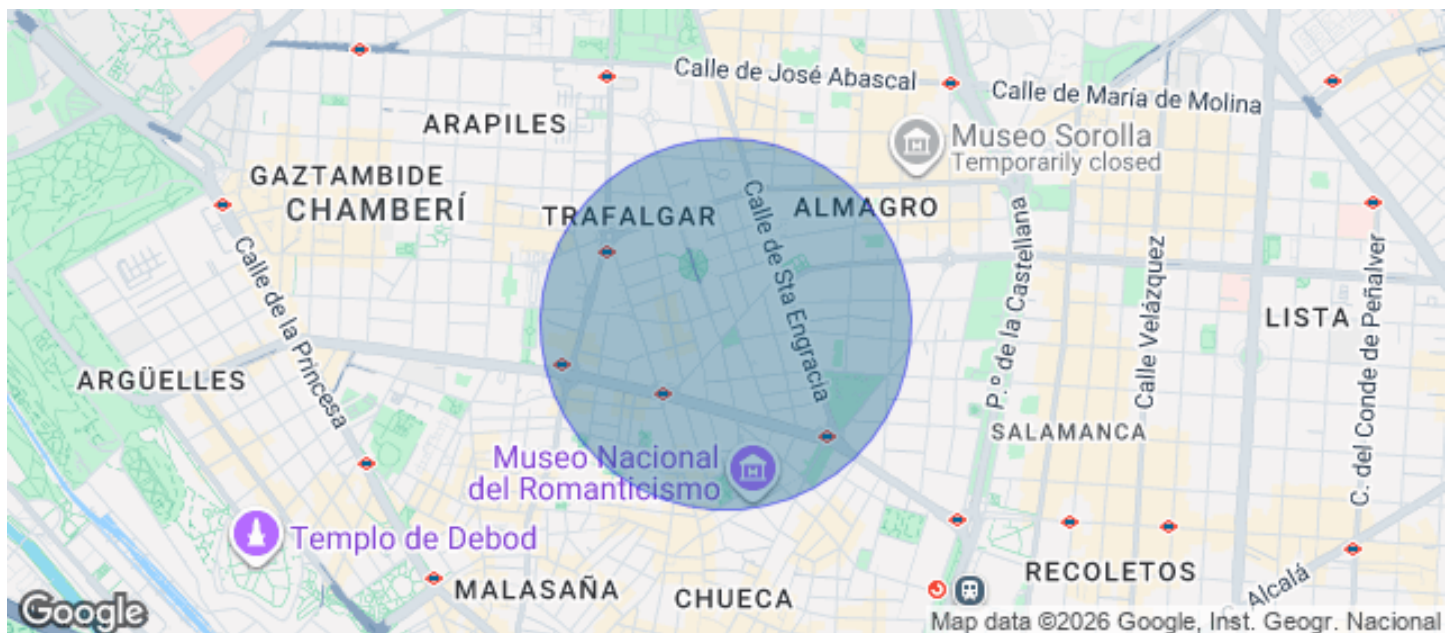 Calle de José Abascal
Calle de María de Molina
ARAPILES
Museo Sorolla
Temporarily closed
GAZTAMBIDE
CHAMBERÍ
TRAFALGAR
ALMAGRO
Calle de Sta Engracia
P.º de la Castellana
Calle Velázquez
C. del Conde de Peñalver
Calle de la Princesa
LISTA
ARGÜELLES
SALAMANCA
Museo Nacional
del Romanticismo
Templo de Debod
MALASAÑA
CHUECA
RECOLETOS
C. Alcalá
Google
Map data ©2026 Google, Inst. Geogr. Nacional